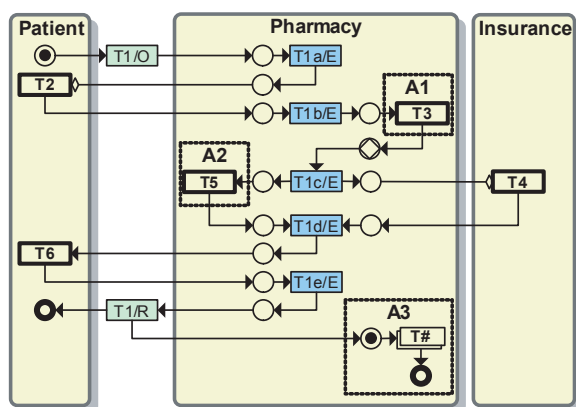 Patient
Pharmacy
Insurance
T1/O
T1a/E
T2
A1
T1b/E
T3
A2
T5
T1c/E
T4
T1d/E
T6
T1e/E
T1/R
A3
T#